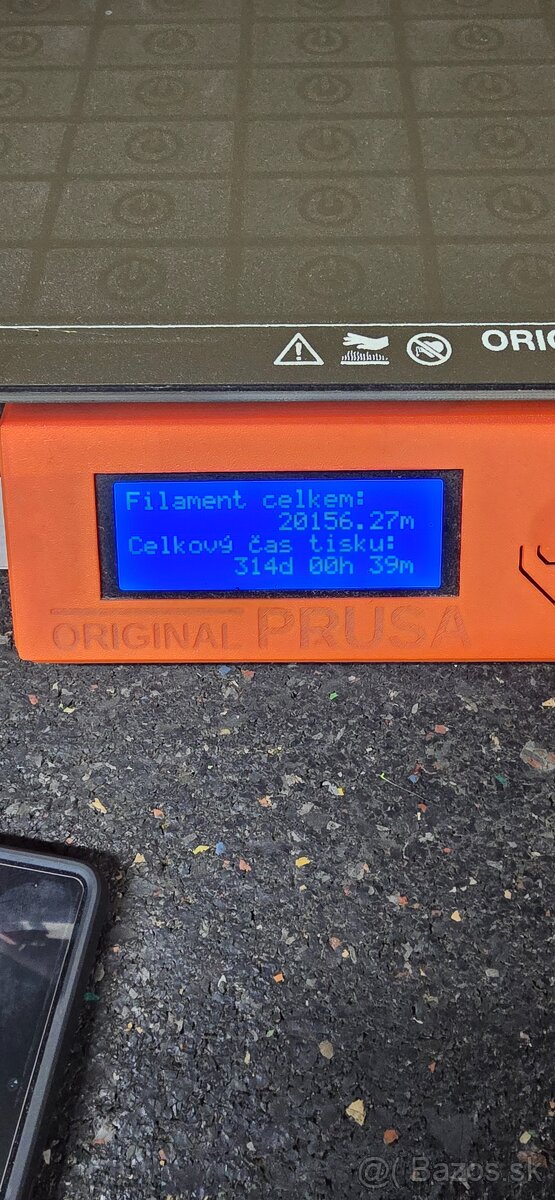 ORIG
Filament celkem:
20156.27m
Celkový čas tisku:
314d 00h 39m
ORIGINAL PRUSA
@( Bazos.sk